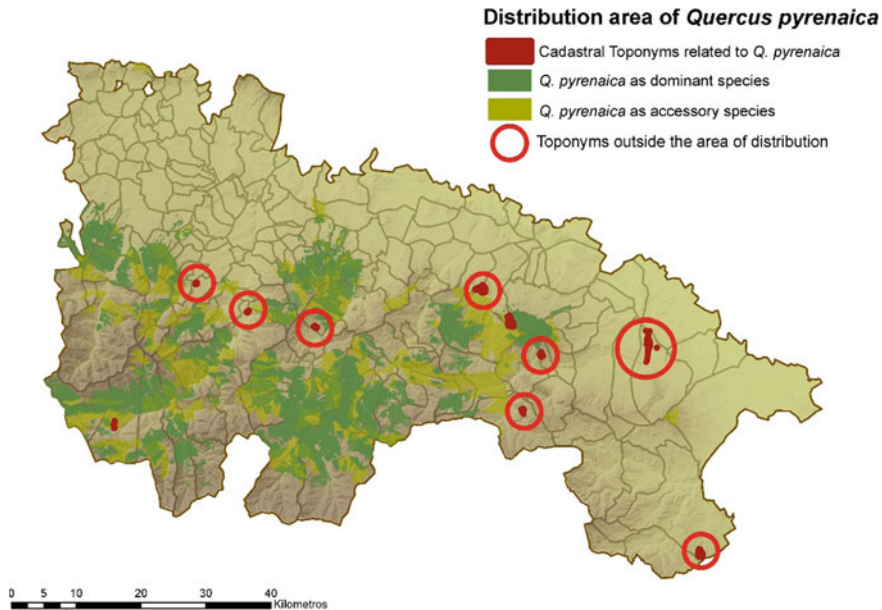 Distribution area of Quercus pyrenaica
Cadastral Toponyms related to Q. pyrenaica
Q. pyrenaica as dominant species
Q. pyrenaica as accessory species
Toponyms outside the area of distribution
0 5 10 20 30 40
Kilometros